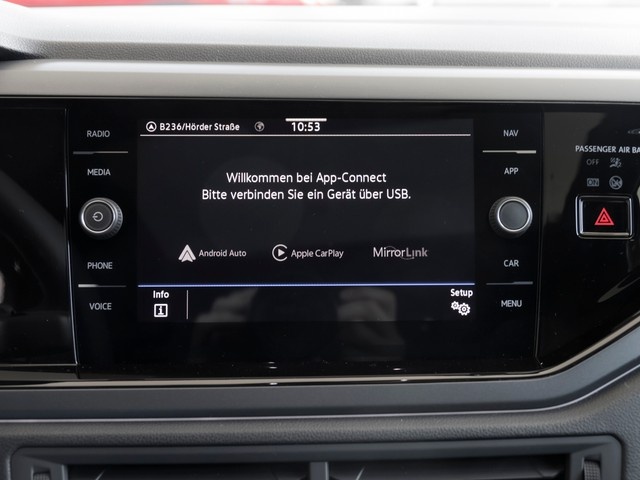 RADIO
MEDIA
PHONE
VOICE
B236/Hörder Straße
10:53
Willkommen bei App-Connect
Bitte verbinden Sie ein Gerät über USB.
Android Auto
Apple CarPlay
MirrorLink
Info
Setup
NAV
APP
CAR
MENU
PASSENGER AIR BA
OFF
ON